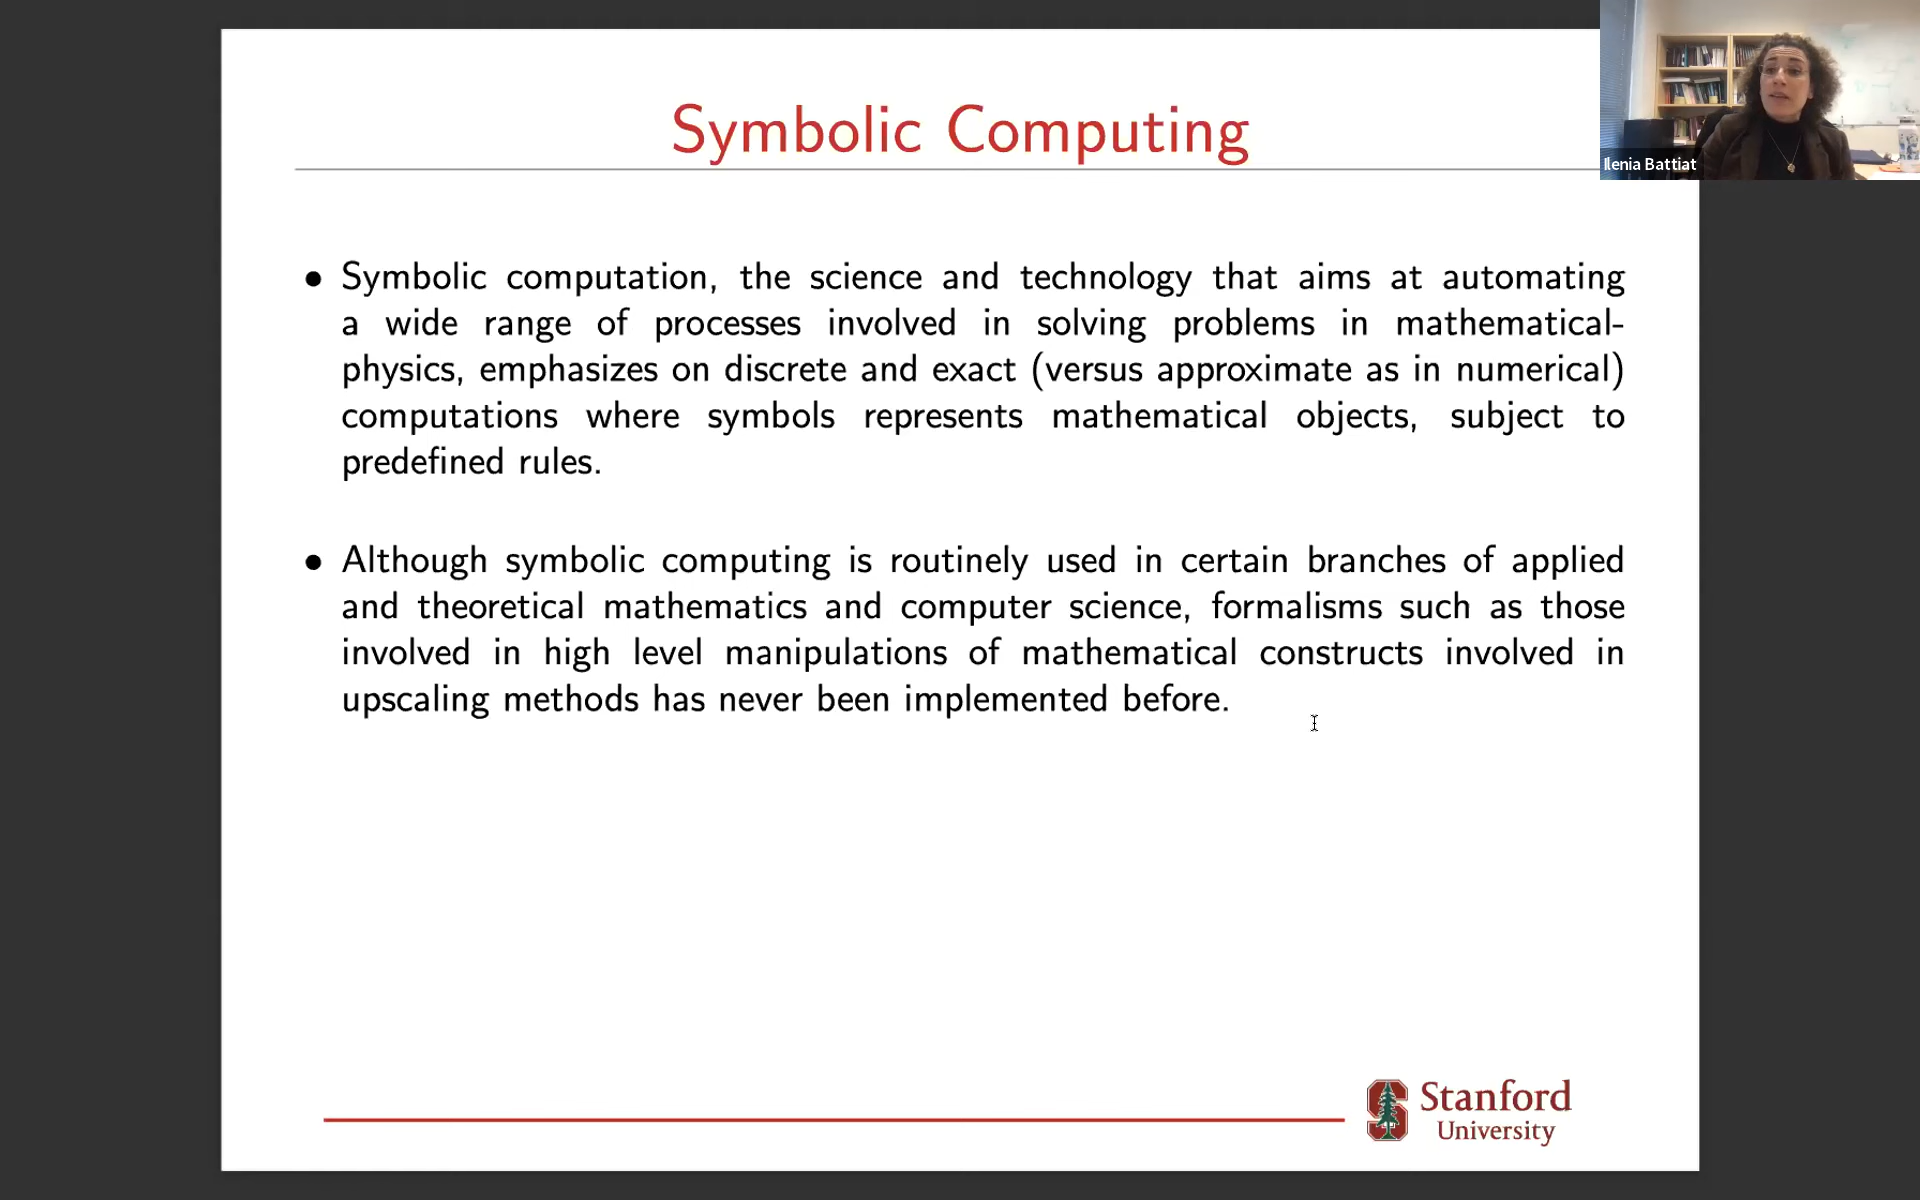 Symbolic Computing
Ilenia Battiat
• Symbolic computation, the science and technology that aims at automating
a wide range of processes involved in solving problems in mathematical-
physics, emphasizes on discrete and exact (versus approximate as in numerical)
computations where symbols represents mathematical objects, subject to
predefined rules.
• Although symbolic computing is routinely used in certain branches of applied
and theoretical mathematics and computer science, formalisms such as those
involved in high level manipulations of mathematical constructs involved in
upscaling methods has never been implemented before.
Stanford
University